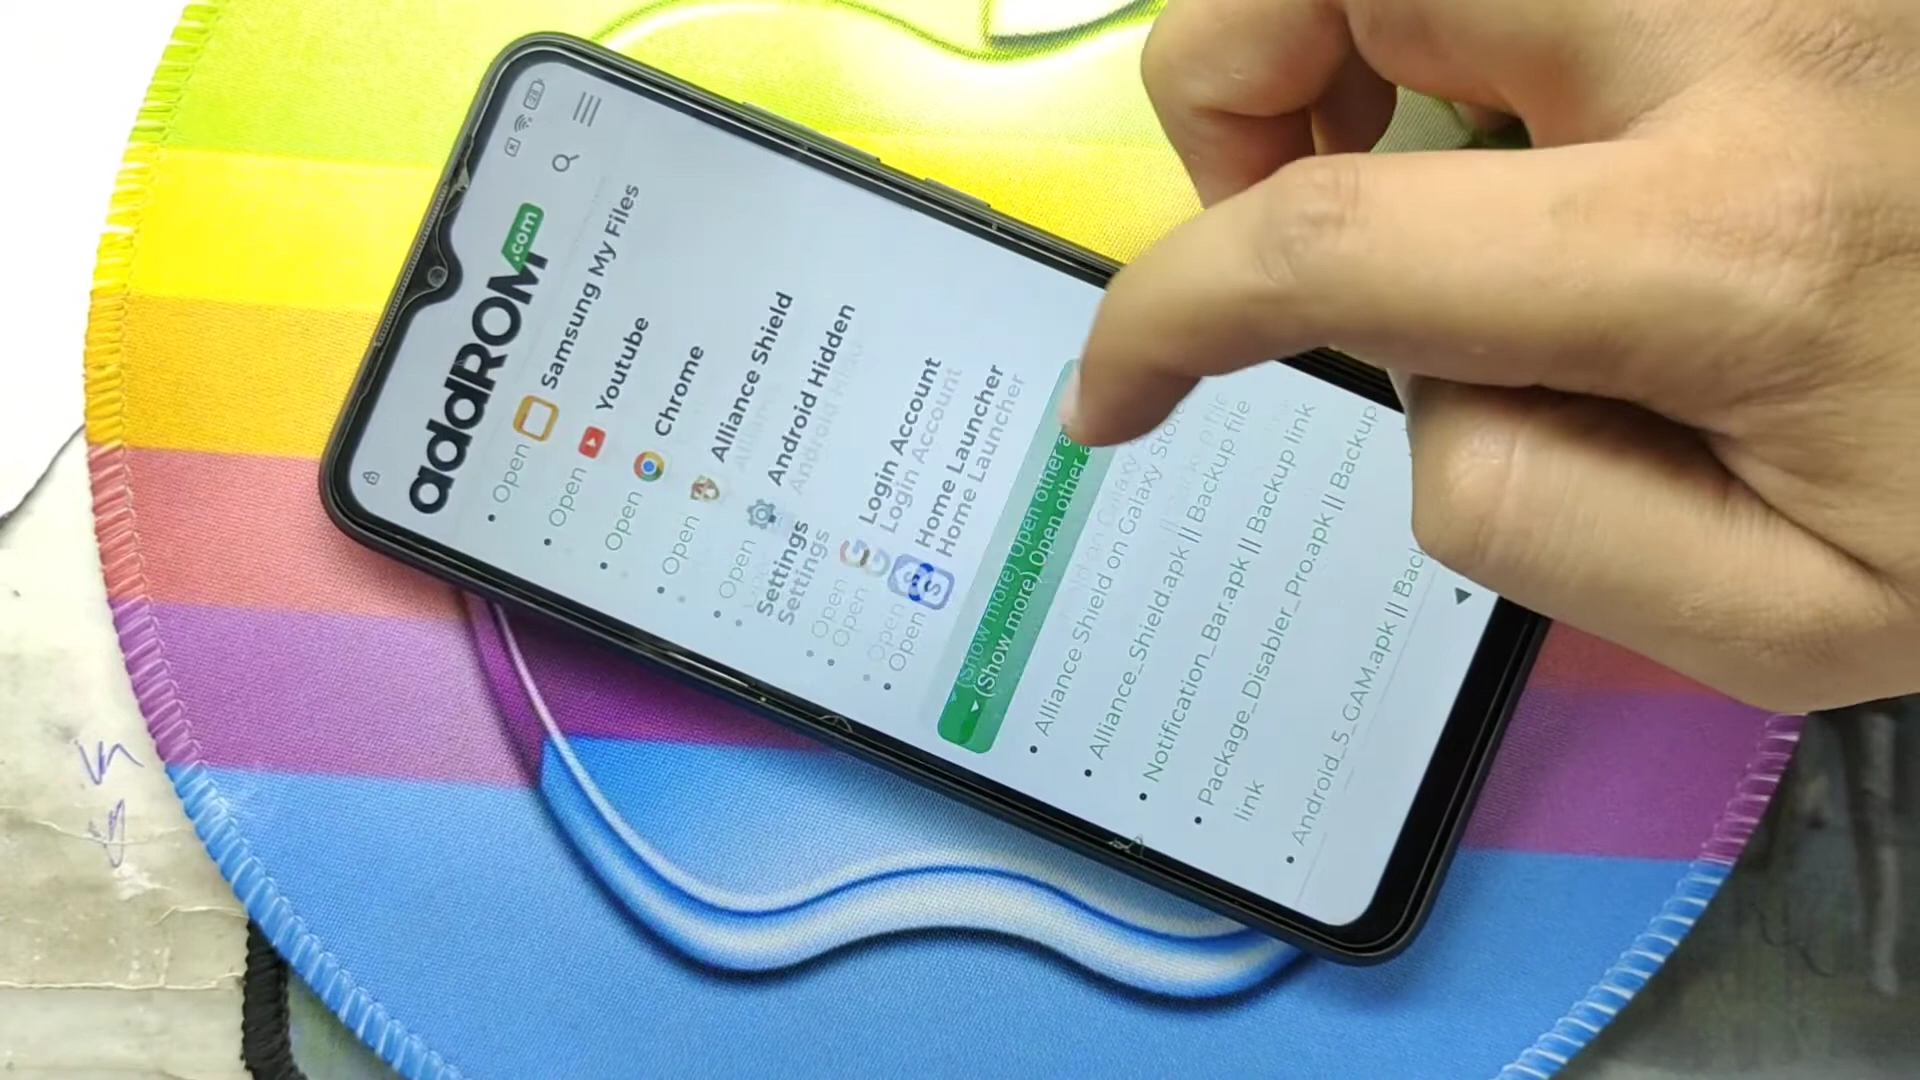 addROM.com
• Open Samsung My Files
• Open Youtube
• Open Chrome
• Open Alliance Shield
• Open Android Hidden
Settings
• Open Login Account
• Open Home Launcher
(Show more) Open other
• Alliance Shield on Galaxy Store
• Alliance_Shield.apk || Backup file
• Notification_Bar.apk || Backup link
• Package_Disabler_Pro.apk || Backup
link
• Android_5_GAM.apk ||